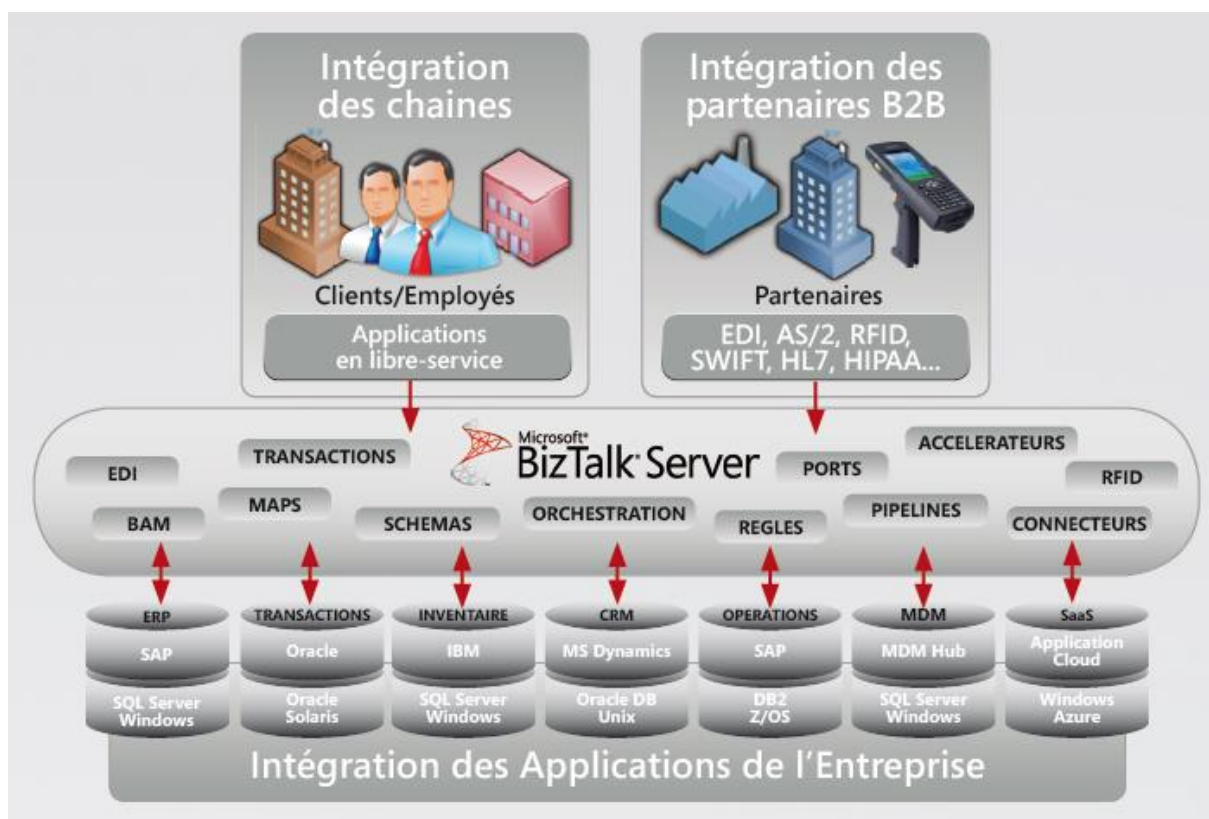 Intégration
des chaines
Clients/Employés
Applications
en libre-service
Intégration des
partenaires B2B
Partenaires
EDI, AS/2, RFID,
SWIFT, HL7, HIPAA...
Microsoft®
BizTalk® Server
EDI
TRANSACTIONS
PORTS
ACCELERATEURS
RFID
BAM
MAPS
SCHEMAS
ORCHESTRATION
REGLES
PIPELINES
CONNECTEURS
ERP
SAP
SQL Server
Windows
TRANSACTIONS
Oracle
Oracle
Solaris
INVENTAIRE
IBM
SQL Server
Windows
CRM
MS Dynamics
Oracle DB
Unix
OPERATIONS
SAP
DB2
Z/OS
MDM
MDM Hub
SQL Server
Windows
SaaS
Application
Cloud
Windows
Azure
Intégration des Applications de l'Entreprise